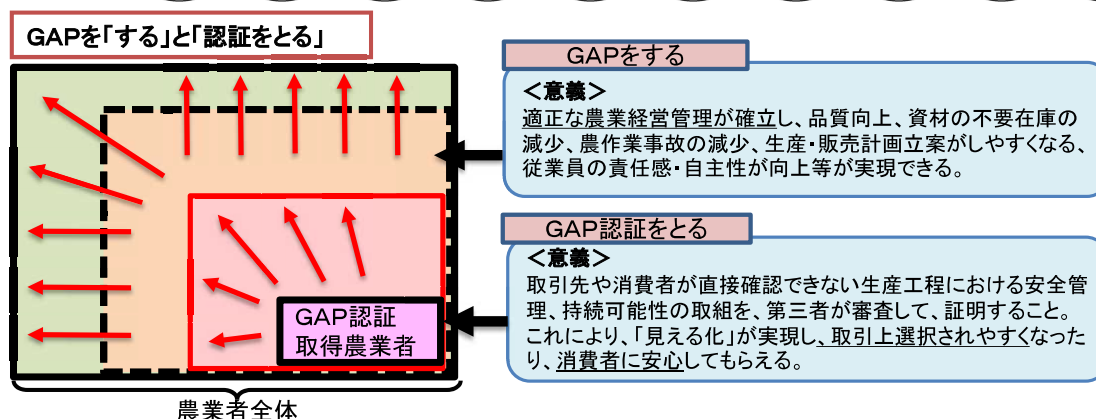 GAPを「する」と「認証をとる」
GAPをする
＜意義＞
適正な農業経営管理が確立し、品質向上、資材の不要在庫の
減少、農作業事故の減少、生産・販売計画立案がしやすくなる、
従業員の責任感・自主性が向上等が実現できる。
GAP認証をとる
＜意義＞
取引先や消費者が直接確認できない生産工程における安全管
理、持続可能性の取組を、第三者が審査して、証明すること。
これにより、「見える化」が実現し、取引上選択されやすくなった
り、消費者に安心してもらえる。
GAP認証
取得農業者
農業者全体